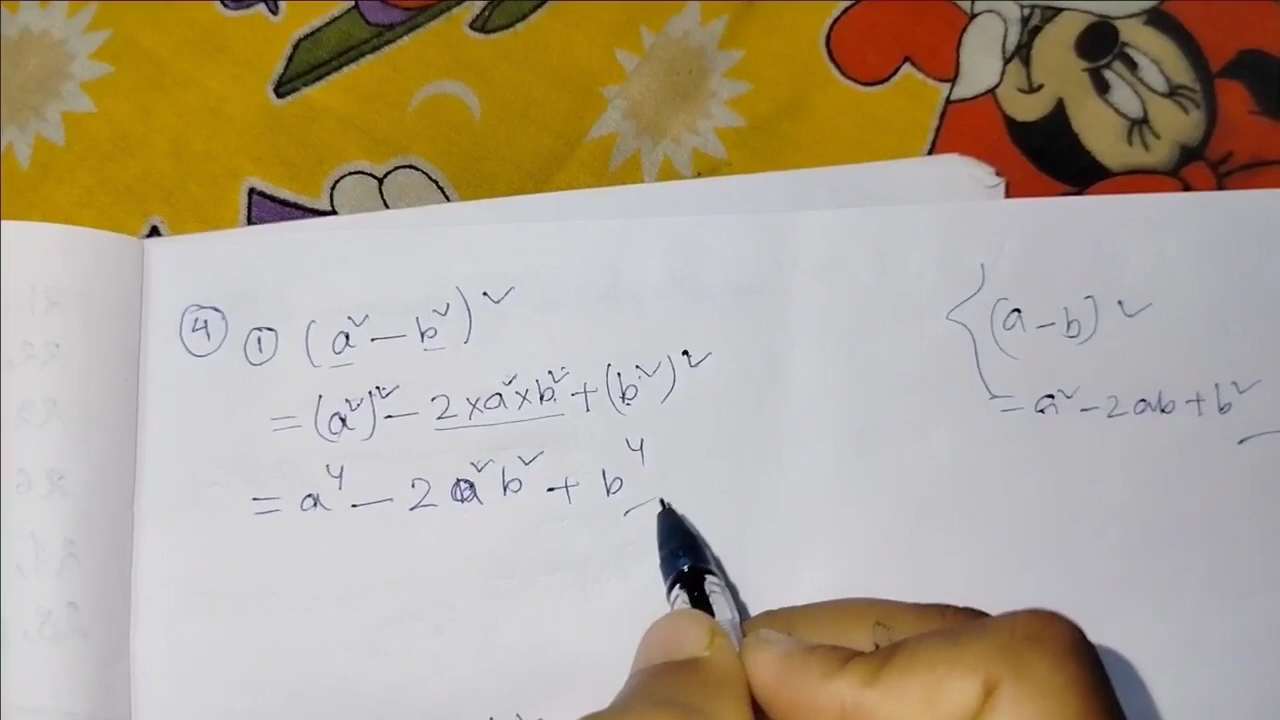 ④ ① (a² − b²)²
= (a²)² − 2×a²×b² + (b²)²
= a⁴ − 2a²b² + b⁴
(a − b)²
= a² − 2ab + b²